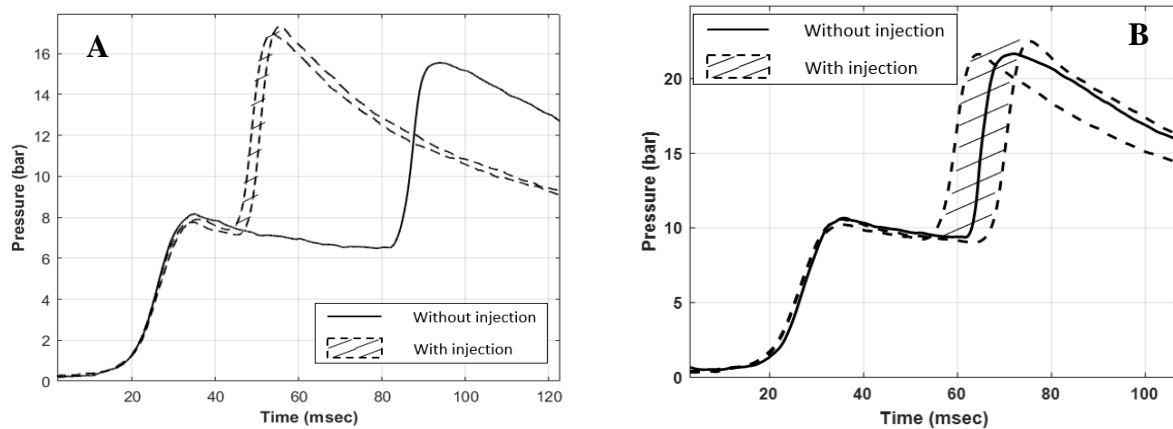 A
Pressure (bar)
16
14
12
10
8
6
4
2
0
20
40
60
80
100
120
Time (msec)
Without injection
With injection
B
Without injection
With injection
Pressure (bar)
20
15
10
5
0
20
40
60
80
100
Time (msec)